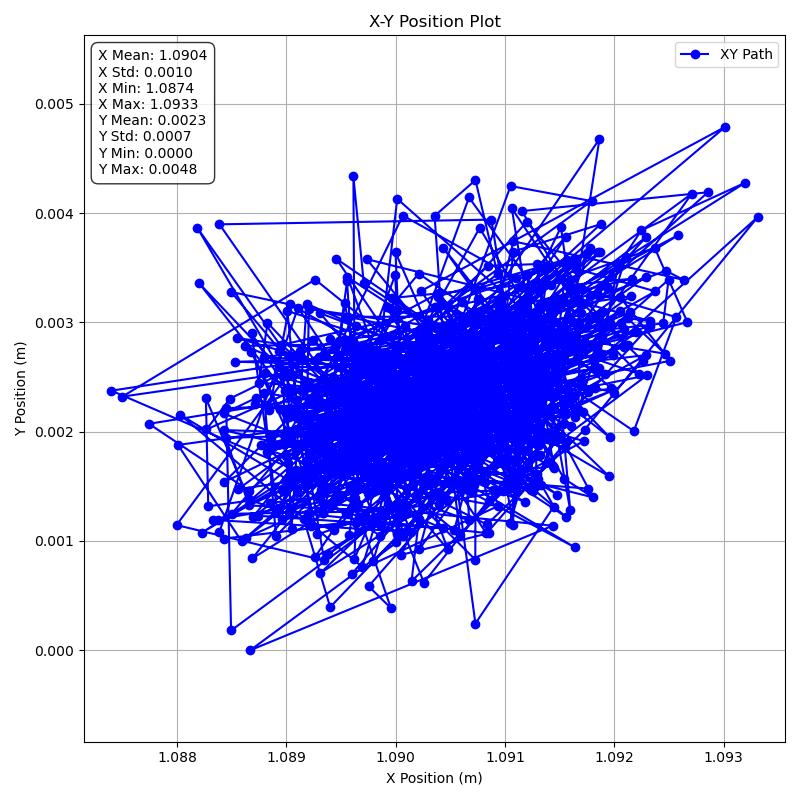 X-Y Position Plot
X Mean: 1.0904
X Std: 0.0010
X Min: 1.0874
X Max: 1.0933
Y Mean: 0.0023
Y Std: 0.0007
Y Min: 0.0000
Y Max: 0.0048
XY Path
0.005
0.004
0.003
0.002
0.001
0.000
Y Position (m)
1.088
1.089
1.090
1.091
1.092
1.093
X Position (m)